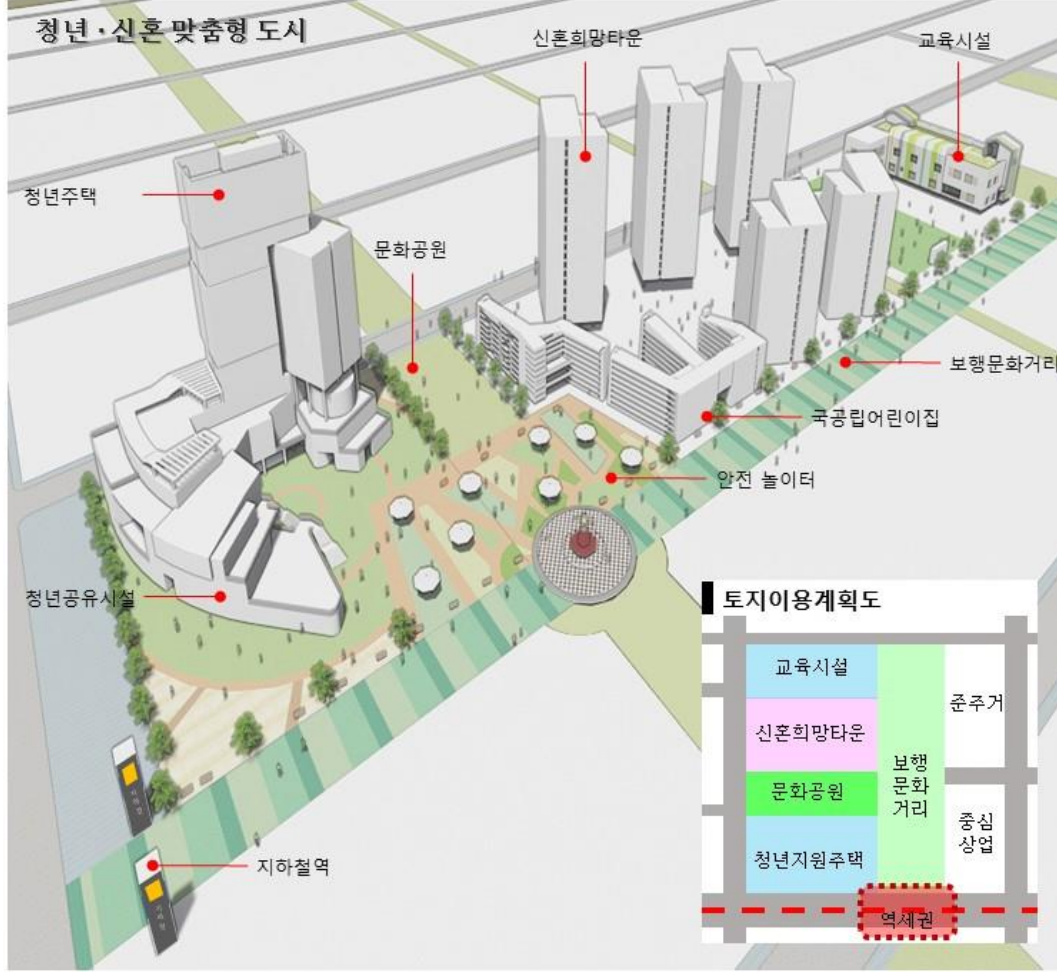 청년·신혼 맞춤형 도시
신혼희망타운
교육시설
청년주택
문화공원
보행문화거리
국공립어린이집
안전 놀이터
청년공유시설
지하철역
토지이용계획도
교육시설
신혼희망타운
문화공원
청년지원주택
보행
문화
거리
준주거
중심
상업
역세권